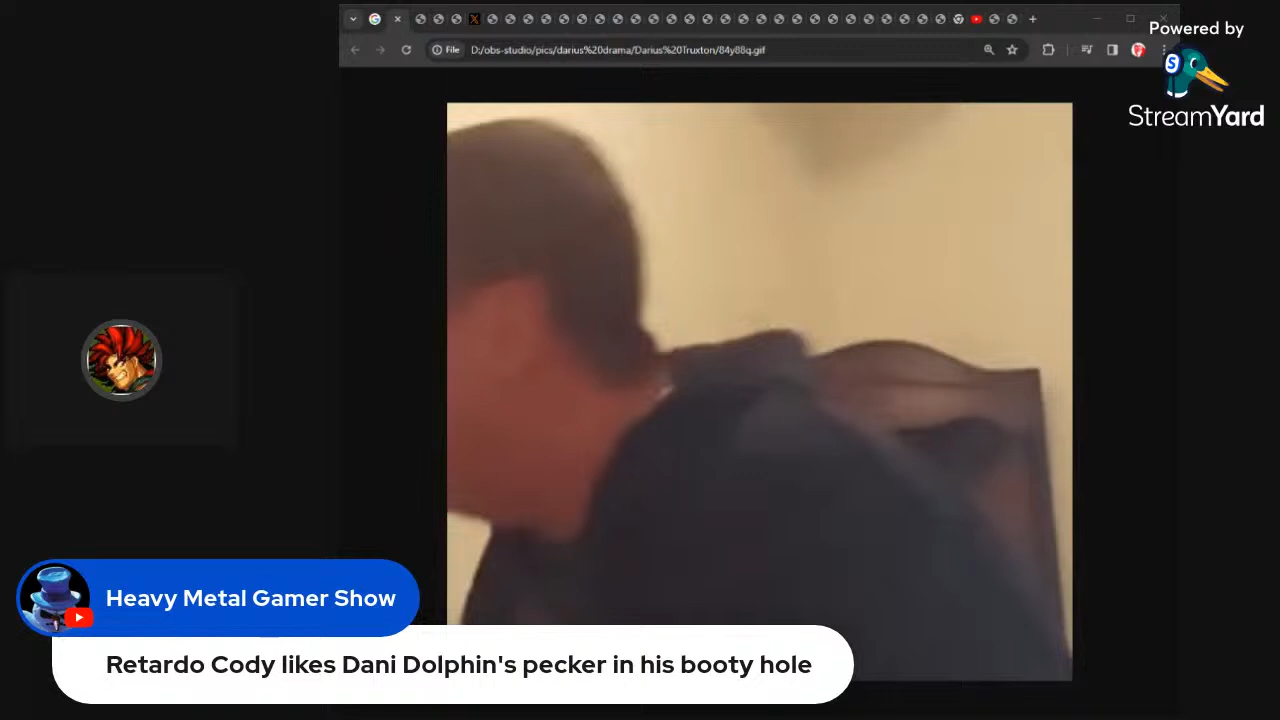 File D:/obs-studio/pics/darius%20drama/Darius%20Truxton/84y88q.gif
Powered by
StreamYard
Heavy Metal Gamer Show
Retardo Cody likes Dani Dolphin's pecker in his booty hole